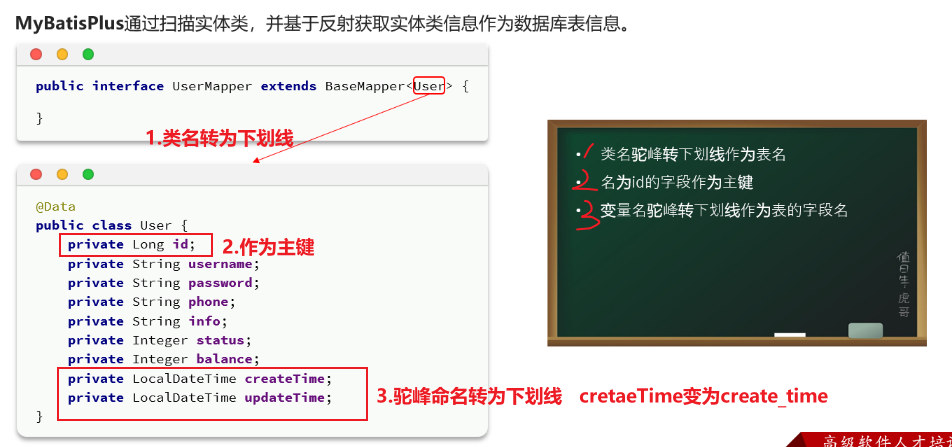 MyBatisPlus通过扫描实体类，并基于反射获取实体类信息作为数据库表信息。
public interface UserMapper extends BaseMapper<User> {
}
1.类名转为下划线
@Data
public class User {
private Long id;
2.作为主键
private String username;
private String password;
private String phone;
private String info;
private Integer status;
private Integer balance;
private LocalDateTime createTime;
private LocalDateTime updateTime;
}
3.驼峰命名转为下划线 cretaeTime变为create_time
1 • 类名驼峰转下划线作为表名
2 • 名为id的字段作为主键
3 • 变量名驼峰转下划线作为表的字段名
值日生·虎哥
高级软件人才培